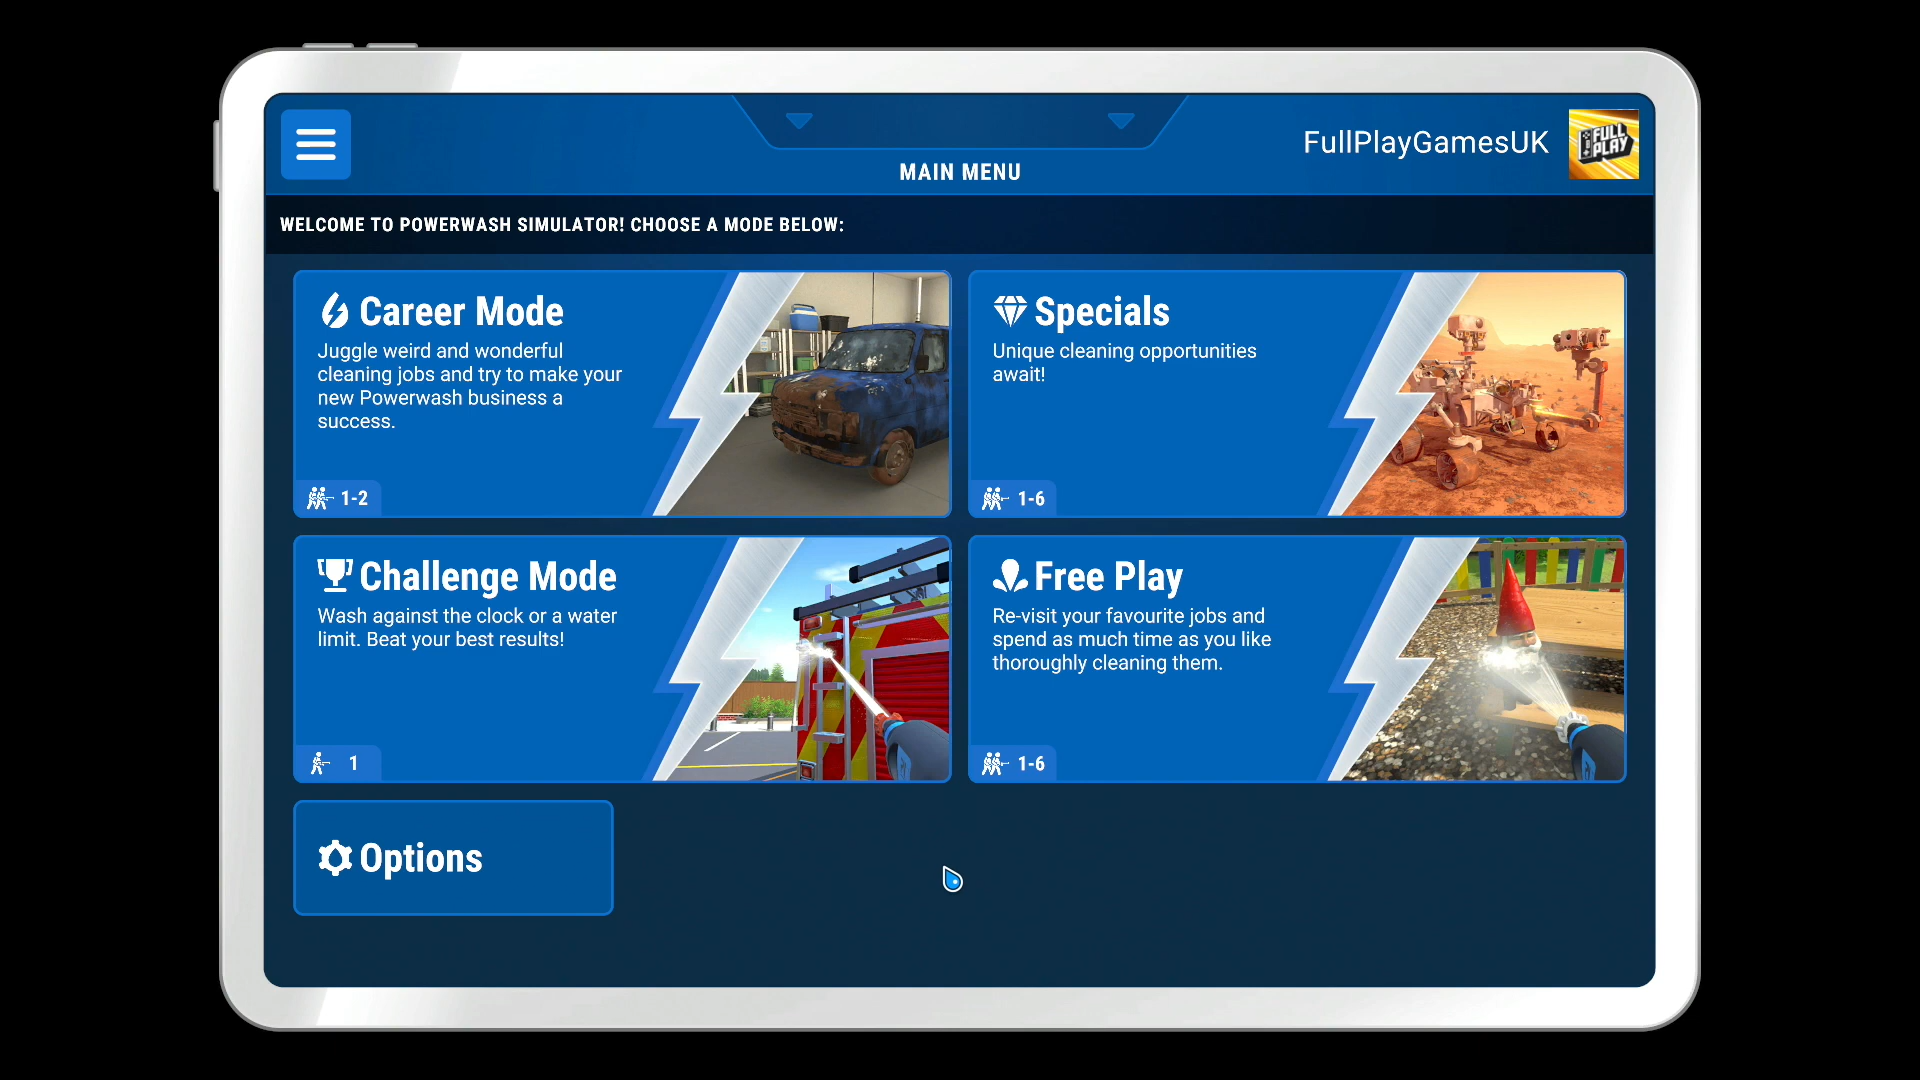 FullPlayGamesUK
FULL
PLAY
MAIN MENU
WELCOME TO POWERWASH SIMULATOR! CHOOSE A MODE BELOW:
Career Mode
Juggle weird and wonderful
cleaning jobs and try to make your
new Powerwash business a
success.
1-2
Specials
Unique cleaning opportunities
await!
1-6
Challenge Mode
Wash against the clock or a water
limit. Beat your best results!
1
Free Play
Re-visit your favourite jobs and
spend as much time as you like
thoroughly cleaning them.
1-6
Options